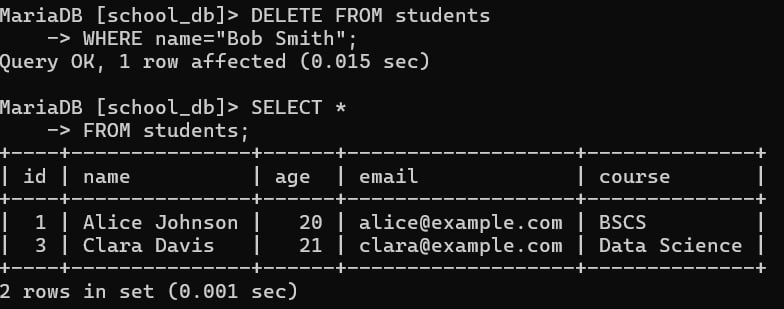 MariaDB [school_db]> DELETE FROM students
    -> WHERE name="Bob Smith";
Query OK, 1 row affected (0.015 sec)

MariaDB [school_db]> SELECT *
    -> FROM students;
+----+---------------+------+-------------------+--------------+
| id | name          | age  | email             | course       |
+----+---------------+------+-------------------+--------------+
|  1 | Alice Johnson |   20 | alice@example.com | BSCS         |
|  3 | Clara Davis   |   21 | clara@example.com | Data Science |
+----+---------------+------+-------------------+--------------+
2 rows in set (0.001 sec)